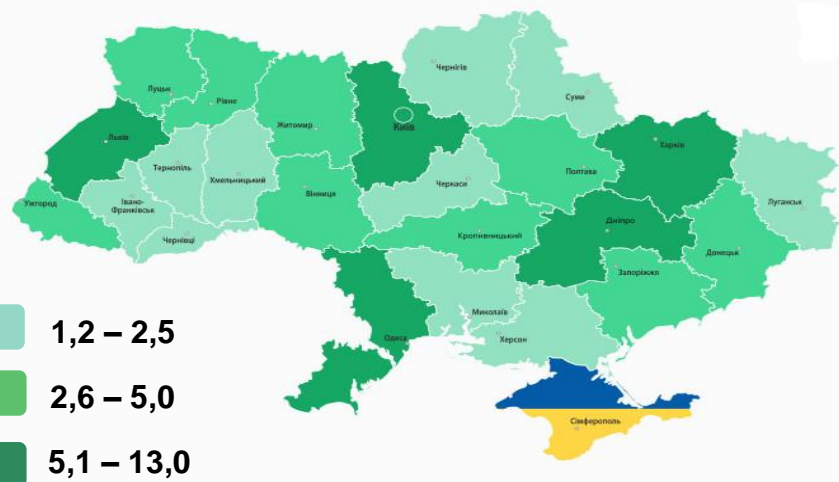 Чернігів
Луцьк
Рівне
Суми
Житомир
Київ
Львів
Харків
Тернопіль
Хмельницький
Полтава
Черкаси
Вінниця
Ужгород
Івано-
Франківськ
Луганськ
Дніпро
Чернівці
Кропивницький
Донецьк
Запоріжжя
Миколаїв
Одеса
Херсон
Сімферополь
1,2 – 2,5
2,6 – 5,0
5,1 – 13,0